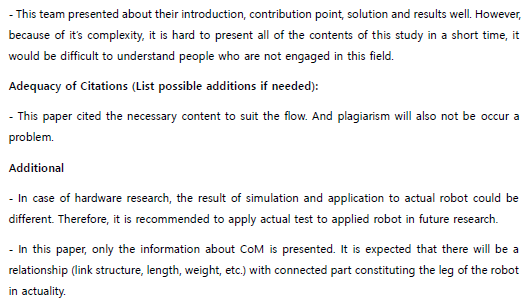 - This team presented about their introduction, contribution point, solution and results well. However,
because of it's complexity, it is hard to present all of the contents of this study in a short time, it
would be difficult to understand people who are not engaged in this field.
Adequacy of Citations (List possible additions if needed):
- This paper cited the necessary content to suit the flow. And plagiarism will also not be occur a
problem.
Additional
- In case of hardware research, the result of simulation and application to actual robot could be
different. Therefore, it is recommended to apply actual test to applied robot in future research.
- In this paper, only the information about CoM is presented. It is expected that there will be a
relationship (link structure, length, weight, etc.) with connected part constituting the leg of the robot
in actuality.